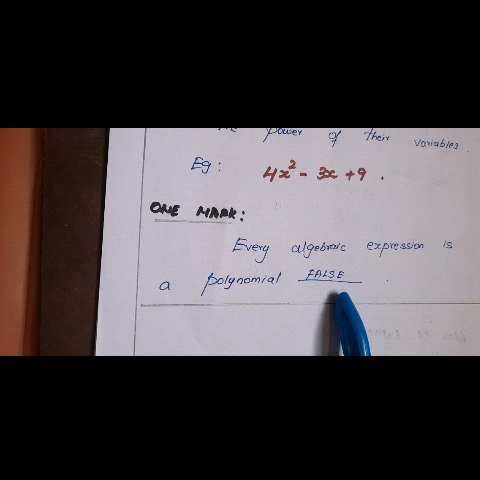 power of their variables.
Eg: 4x² - 3x + 9.
ONE MARK:
Every algebraic expression is
a polynomial FALSE.